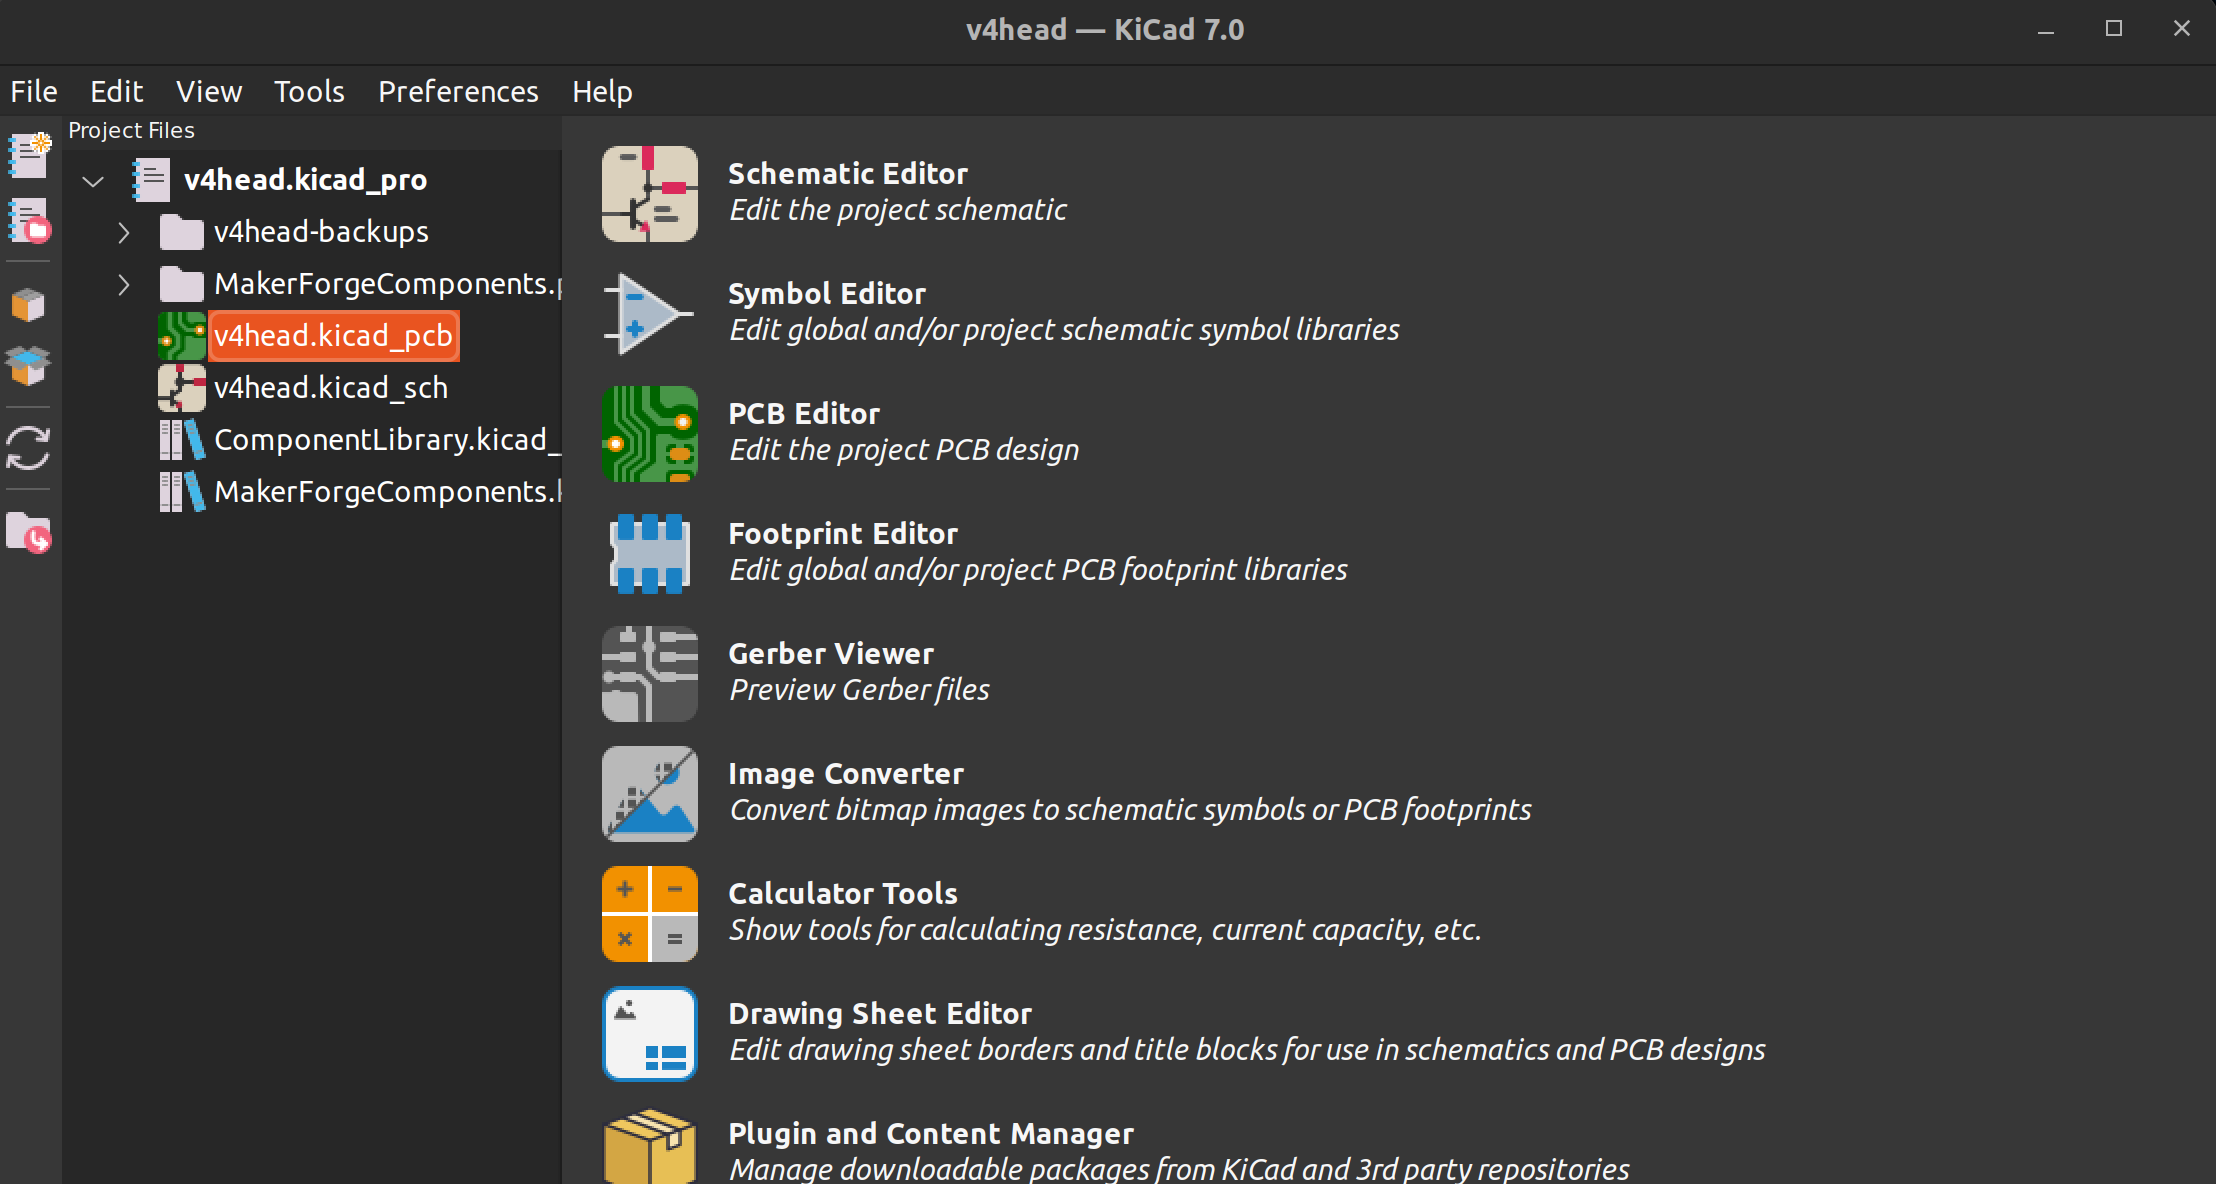 v4head — KiCad 7.0
File Edit View Tools Preferences Help
Project Files
v4head.kicad_pro
v4head-backups
MakerForgeComponents.
v4head.kicad_pcb
v4head.kicad_sch
ComponentLibrary.kicad_
MakerForgeComponents.
Schematic Editor
Edit the project schematic
Symbol Editor
Edit global and/or project schematic symbol libraries
PCB Editor
Edit the project PCB design
Footprint Editor
Edit global and/or project PCB footprint libraries
Gerber Viewer
Preview Gerber files
Image Converter
Convert bitmap images to schematic symbols or PCB footprints
Calculator Tools
Show tools for calculating resistance, current capacity, etc.
Drawing Sheet Editor
Edit drawing sheet borders and title blocks for use in schematics and PCB designs
Plugin and Content Manager
Manage downloadable packages from KiCad and 3rd party repositories